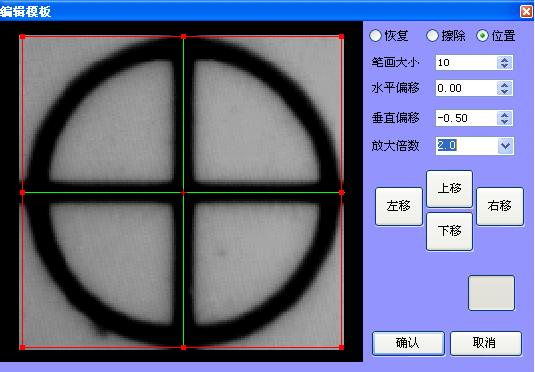 编辑模板
恢复 擦除 位置
笔画大小 10
水平偏移 0.00
垂直偏移 -0.50
放大倍数 2.0
上移
左移 右移
下移
确认 取消